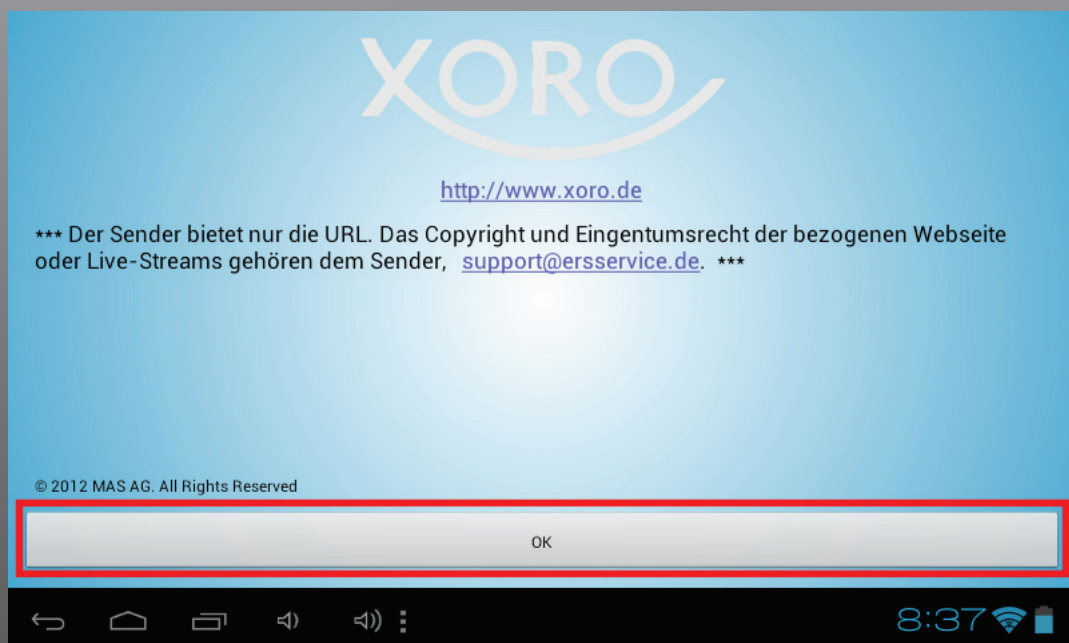 XORO
http://www.xoro.de
*** Der Sender bietet nur die URL. Das Copyright und Eingentumsrecht der bezogenen Webseite
oder Live-Streams gehören dem Sender, support@ersservice.de. ***
© 2012 MAS AG. All Rights Reserved
OK
8:37